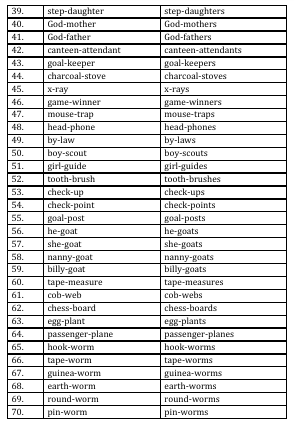 39. step-daughter step-daughters
40. God-mother God-mothers
41. God-father God-fathers
42. canteen-attendant canteen-attendants
43. goal-keeper goal-keepers
44. charcoal-stove charcoal-stoves
45. x-ray x-rays
46. game-winner game-winners
47. mouse-trap mouse-traps
48. head-phone head-phones
49. by-law by-laws
50. boy-scout boy-scouts
51. girl-guide girl-guides
52. tooth-brush tooth-brushes
53. check-up check-ups
54. check-point check-points
55. goal-post goal-posts
56. he-goat he-goats
57. she-goat she-goats
58. nanny-goat nanny-goats
59. billy-goat billy-goats
60. tape-measure tape-measures
61. cob-web cob-webs
62. chess-board chess-boards
63. egg-plant egg-plants
64. passenger-plane passenger-planes
65. hook-worm hook-worms
66. tape-worm tape-worms
67. guinea-worm guinea-worms
68. earth-worm earth-worms
69. round-worm round-worms
70. pin-worm pin-worms